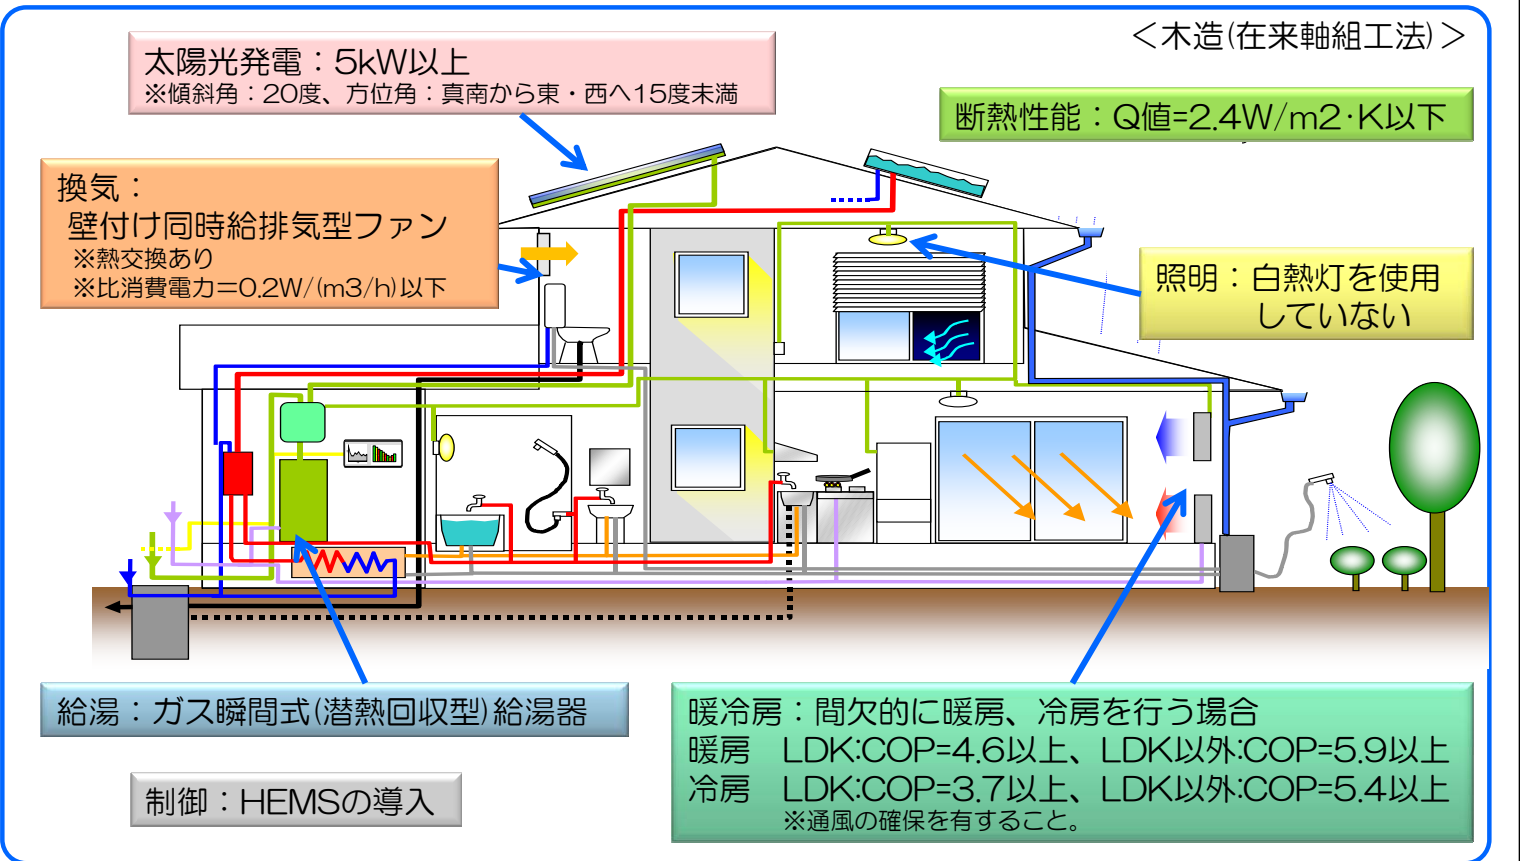 ＜木造(在来軸組工法)＞
太陽光発電：5kW以上
※傾斜角：20度、方位角：真南から東・西へ15度未満
断熱性能：Q値=2.4W/m2·K以下
換気：
壁付け同時給排気型ファン
※熱交換あり
※比消費電力＝0.2W/(m3/h)以下
照明：白熱灯を使用
していない
給湯：ガス瞬間式(潜熱回収型)給湯器
暖冷房：間欠的に暖房、冷房を行う場合
暖房　LDK:COP=4.6以上、LDK以外:COP=5.9以上
冷房　LDK:COP=3.7以上、LDK以外:COP=5.4以上
※通風の確保を有すること。
制御：HEMSの導入